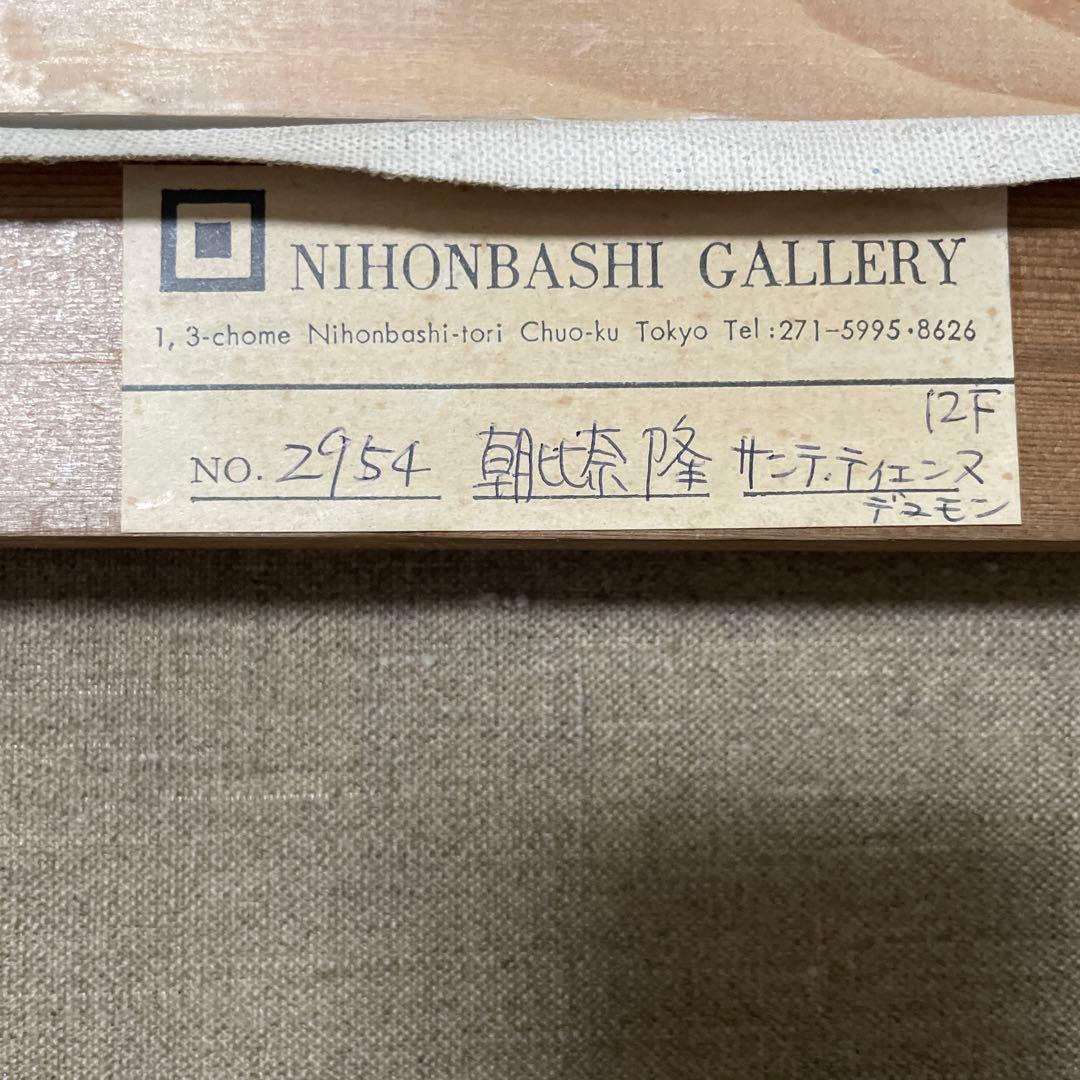 NIHONBASHI GALLERY
1, 3-chome Nihonbashi-tori Chuo-ku Tokyo Tel:271-5995・8626
12F
NO. 2954 朝比奈 隆 サンテ.ティエンヌ
デュモン